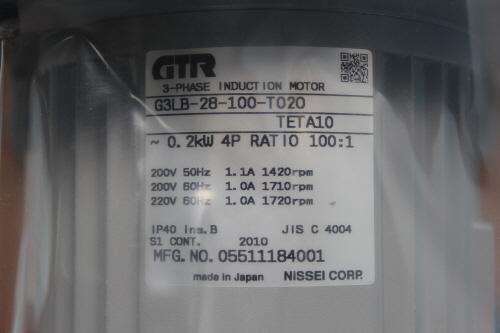 GTR
3-PHASE INDUCTION MOTOR
G3LB-28-100-T020
TETA10
~ 0.2kW 4P RATIO 100:1
200V 50Hz 1.1A 1420rpm
200V 60Hz 1.0A 1710rpm
220V 60Hz 1.0A 1720rpm
IP40 Ins.B JIS C 4004
S1 CONT. 2010
MFG.NO.05511184001
made in Japan NISSEI CORP.